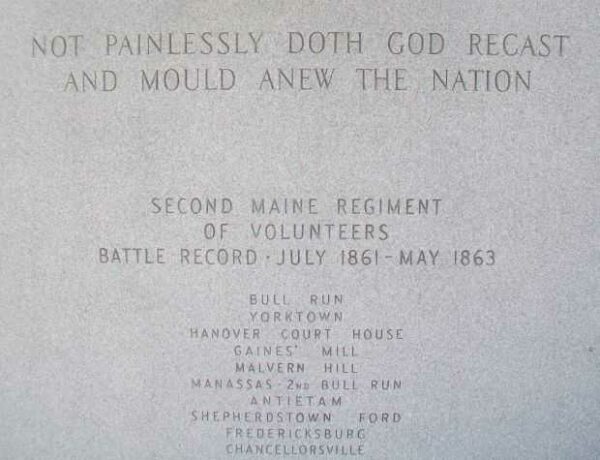 NOT PAINLESSLY DOTH GOD RECAST
AND MOULD ANEW THE NATION
SECOND MAINE REGIMENT
OF VOLUNTEERS
BATTLE RECORD · JULY 1861 - MAY 1863
BULL RUN
YORKTOWN
HANOVER COURT HOUSE
GAINES' MILL
MALVERN HILL
MANASSAS · 2ND BULL RUN
ANTIETAM
SHEPHERDSTOWN FORD
FREDERICKSBURG
CHANCELLORSVILLE